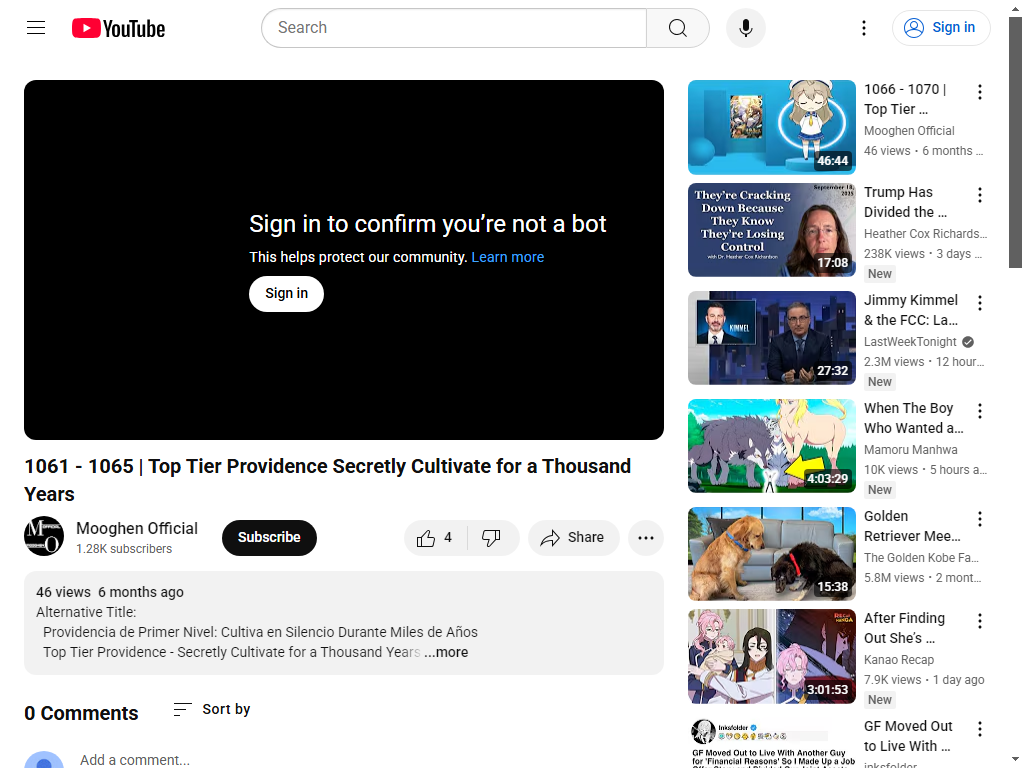 YouTube
Search
Sign in
Sign in to confirm you’re not a bot
This helps protect our community. Learn more
Sign in
1061 - 1065 | Top Tier Providence Secretly Cultivate for a Thousand
Years
Mooghen Official
1.28K subscribers
Subscribe
4
Share
46 views 6 months ago
Alternative Title:
Providencia de Primer Nivel: Cultiva en Silencio Durante Miles de Años
Top Tier Providence - Secretly Cultivate for a Thousand Years ...more
0 Comments
Sort by
Add a comment...
46:44
1066 - 1070 |
Top Tier ...
Mooghen Official
46 views • 6 months ...
September 18,
2025
They're Cracking
Down Because
They Know
They're Losing
Control
with Dr. Heather Cox Richardson
17:08
Trump Has
Divided the ...
Heather Cox Richards...
238K views • 3 days ...
New
KIMMEL
27:32
Jimmy Kimmel
& the FCC: La...
LastWeekTonight
2.3M views • 12 hour...
New
4:03:29
When The Boy
Who Wanted a...
Mamoru Manhwa
10K views • 5 hours a...
New
15:38
Golden
Retriever Mee...
The Golden Kobe Fa...
5.8M views • 2 mont...
3:01:53
After Finding
Out She's ...
Kanao Recap
7.9K views • 1 day ago
New
Inksfolder
GF Moved Out to Live With Another Guy
for 'Financial Reasons' So I Made Up a Job
GF Moved Out
to Live With ...
inksfolder